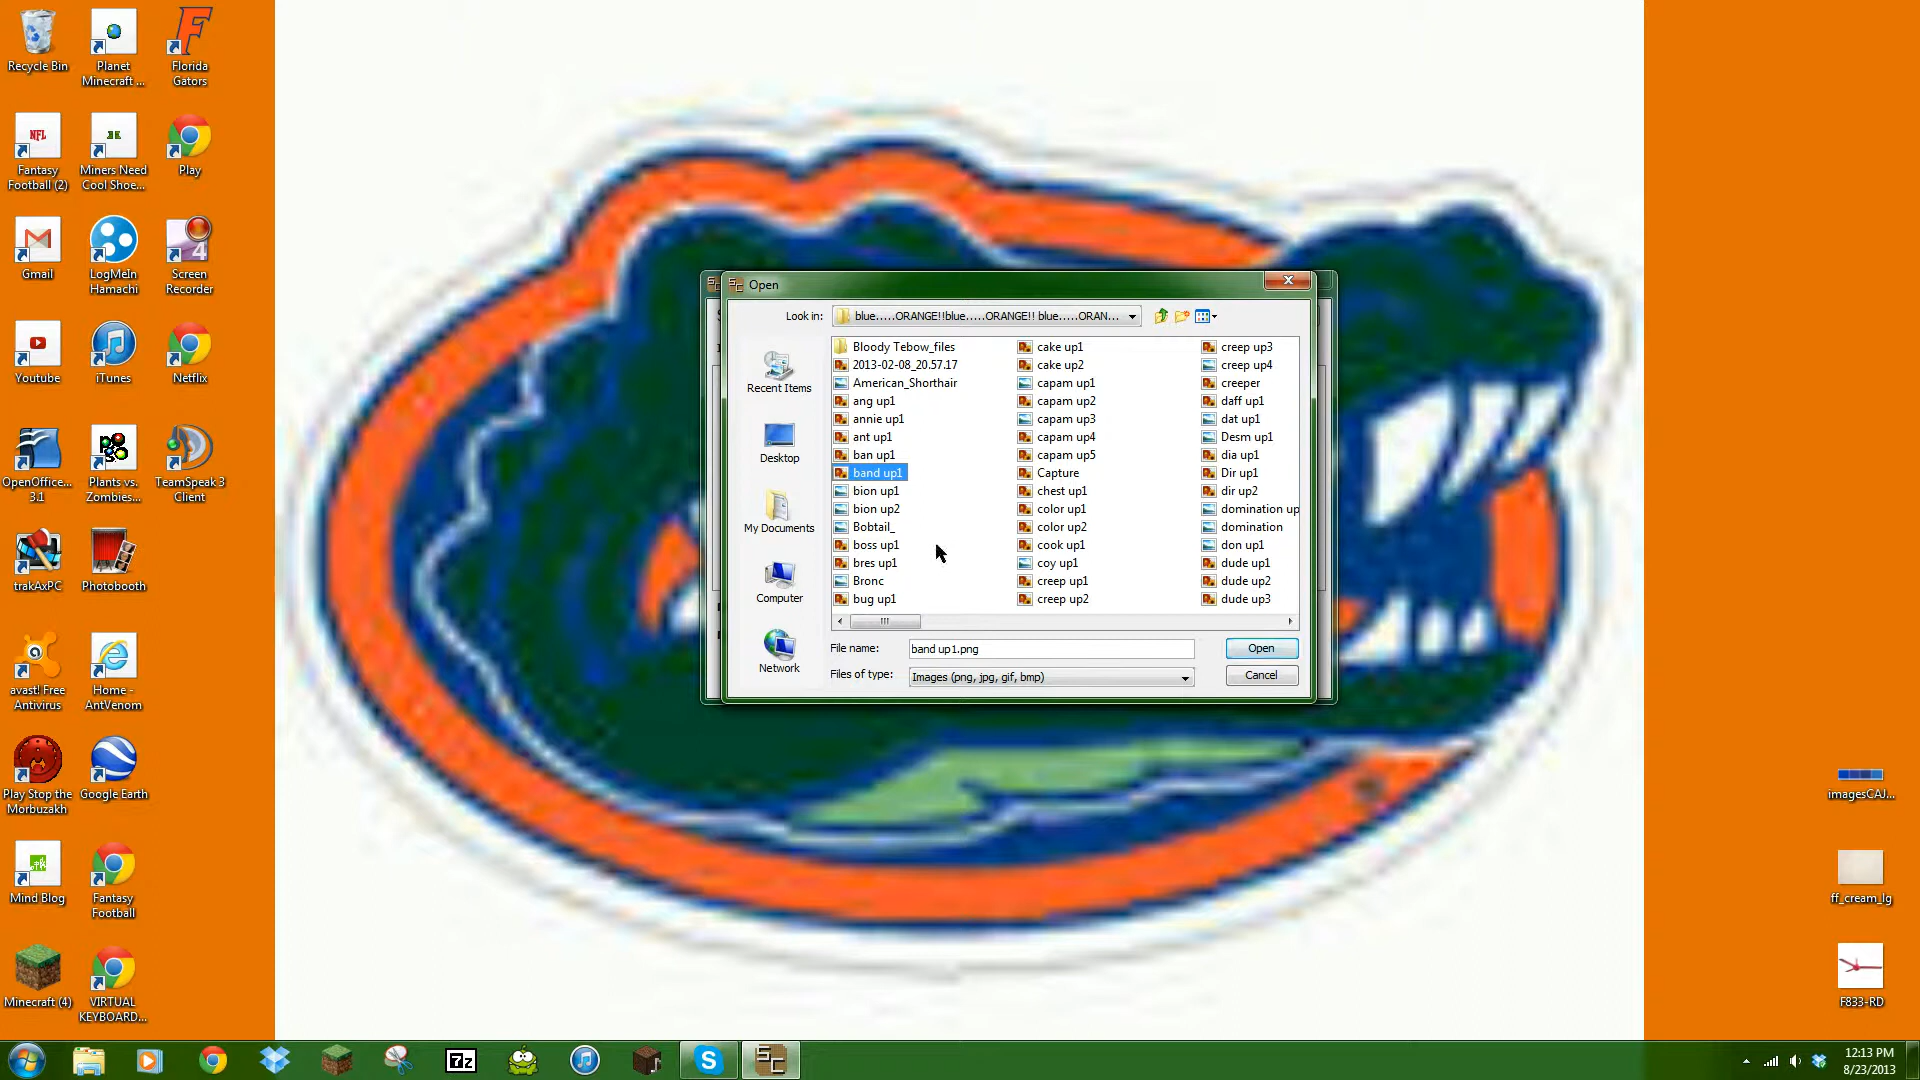 Recycle Bin
Planet
Minecraft ...
Florida
Gators
NFL
Fantasy
Football (2)
Miners Need
Cool Shoe...
Play
Gmail
LogMeIn
Hamachi
4
Screen
Recorder
Youtube
iTunes
Netflix
OpenOffice...
3.1
Plants vs.
Zombies...
TeamSpeak 3
Client
trakAxPC
Photobooth
avast! Free
Antivirus
Home -
AntVenom
Play Stop the
Morbuzakh
Google Earth
Mind Blog
Fantasy
Football
Minecraft (4)
VIRTUAL
KEYBOARD...
Open
Look in:
blue.....ORANGE!!blue.....ORANGE!! blue.....ORAN...
Recent Items
Desktop
My Documents
Computer
Network
Bloody Tebow_files
2013-02-08_20.57.17
American_Shorthair
ang up1
annie up1
ant up1
ban up1
band up1
bion up1
bion up2
Bobtail_
boss up1
bres up1
Bronc
bug up1
cake up1
cake up2
capam up1
capam up2
capam up3
capam up4
capam up5
Capture
chest up1
color up1
color up2
cook up1
coy up1
creep up1
creep up2
creep up3
creep up4
creeper
daff up1
dat up1
Desm up1
dia up1
Dir up1
dir up2
domination up
domination
don up1
dude up1
dude up2
dude up3
File name:
band up1.png
Open
Files of type:
Images (png, jpg, gif, bmp)
Cancel
imagesCAJ...
ff_cream_lg
F833-RD
7z
S
SC
12:13 PM
8/23/2013